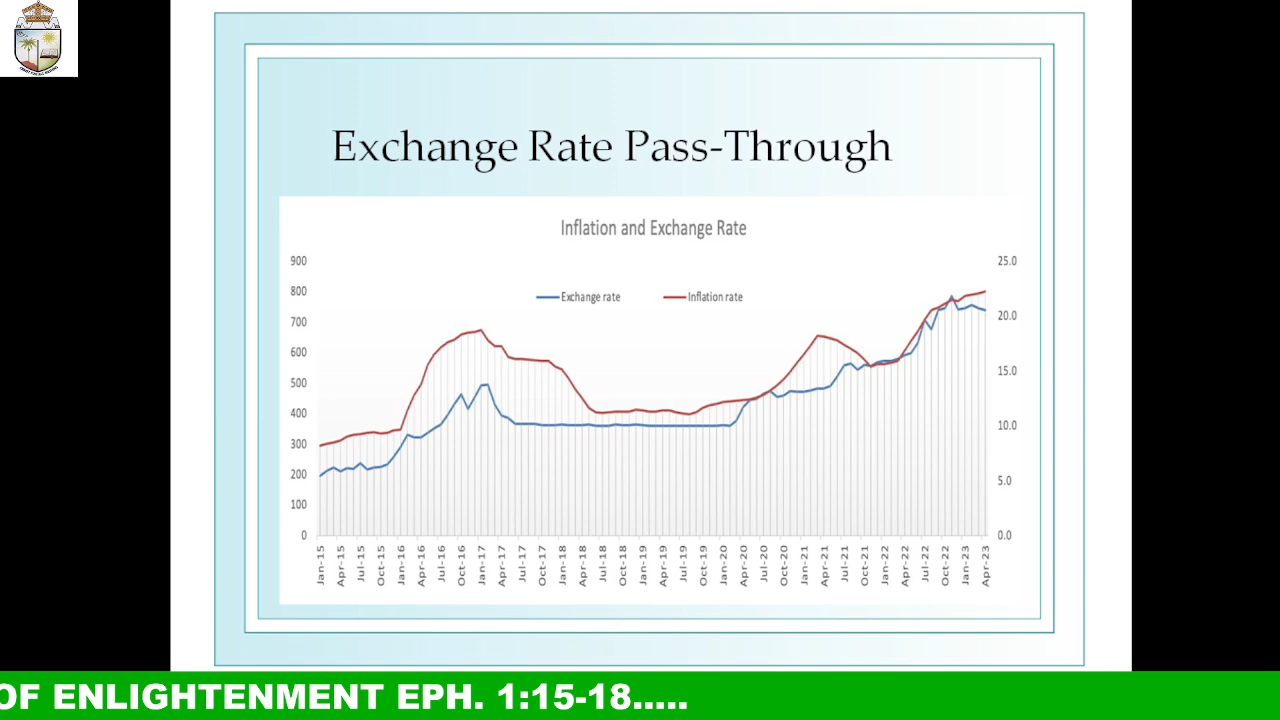 Exchange Rate Pass-Through
Inflation and Exchange Rate
Exchange rate
Inflation rate
900
800
700
600
500
400
300
200
100
0
25.0
20.0
15.0
10.0
5.0
0.0
Jan-15
Apr-15
Jul-15
Oct-15
Jan-16
Apr-16
Jul-16
Oct-16
Jan-17
Apr-17
Jul-17
Oct-17
Jan-18
Apr-18
Jul-18
Oct-18
Jan-19
Apr-19
Jul-19
Oct-19
Jan-20
Apr-20
Jul-20
Oct-20
Jan-21
Apr-21
Jul-21
Oct-21
Jan-22
Apr-22
Jul-22
Oct-22
Jan-23
Apr-23
OF ENLIGHTENMENT EPH. 1:15-18.....